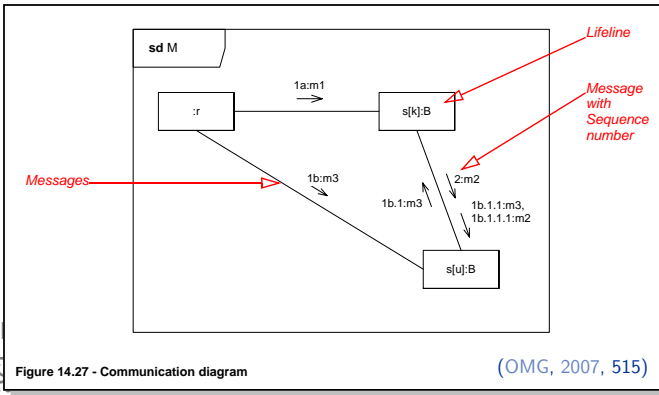 sd M
Lifeline
1a:m1
:r
s[k]:B
Message
with
Sequence
number
Messages
1b:m3
2:m2
1b.1:m3
1b.1.1:m3,
1b.1.1.1:m2
s[u]:B
Figure 14.27 - Communication diagram
(OMG, 2007, 515)